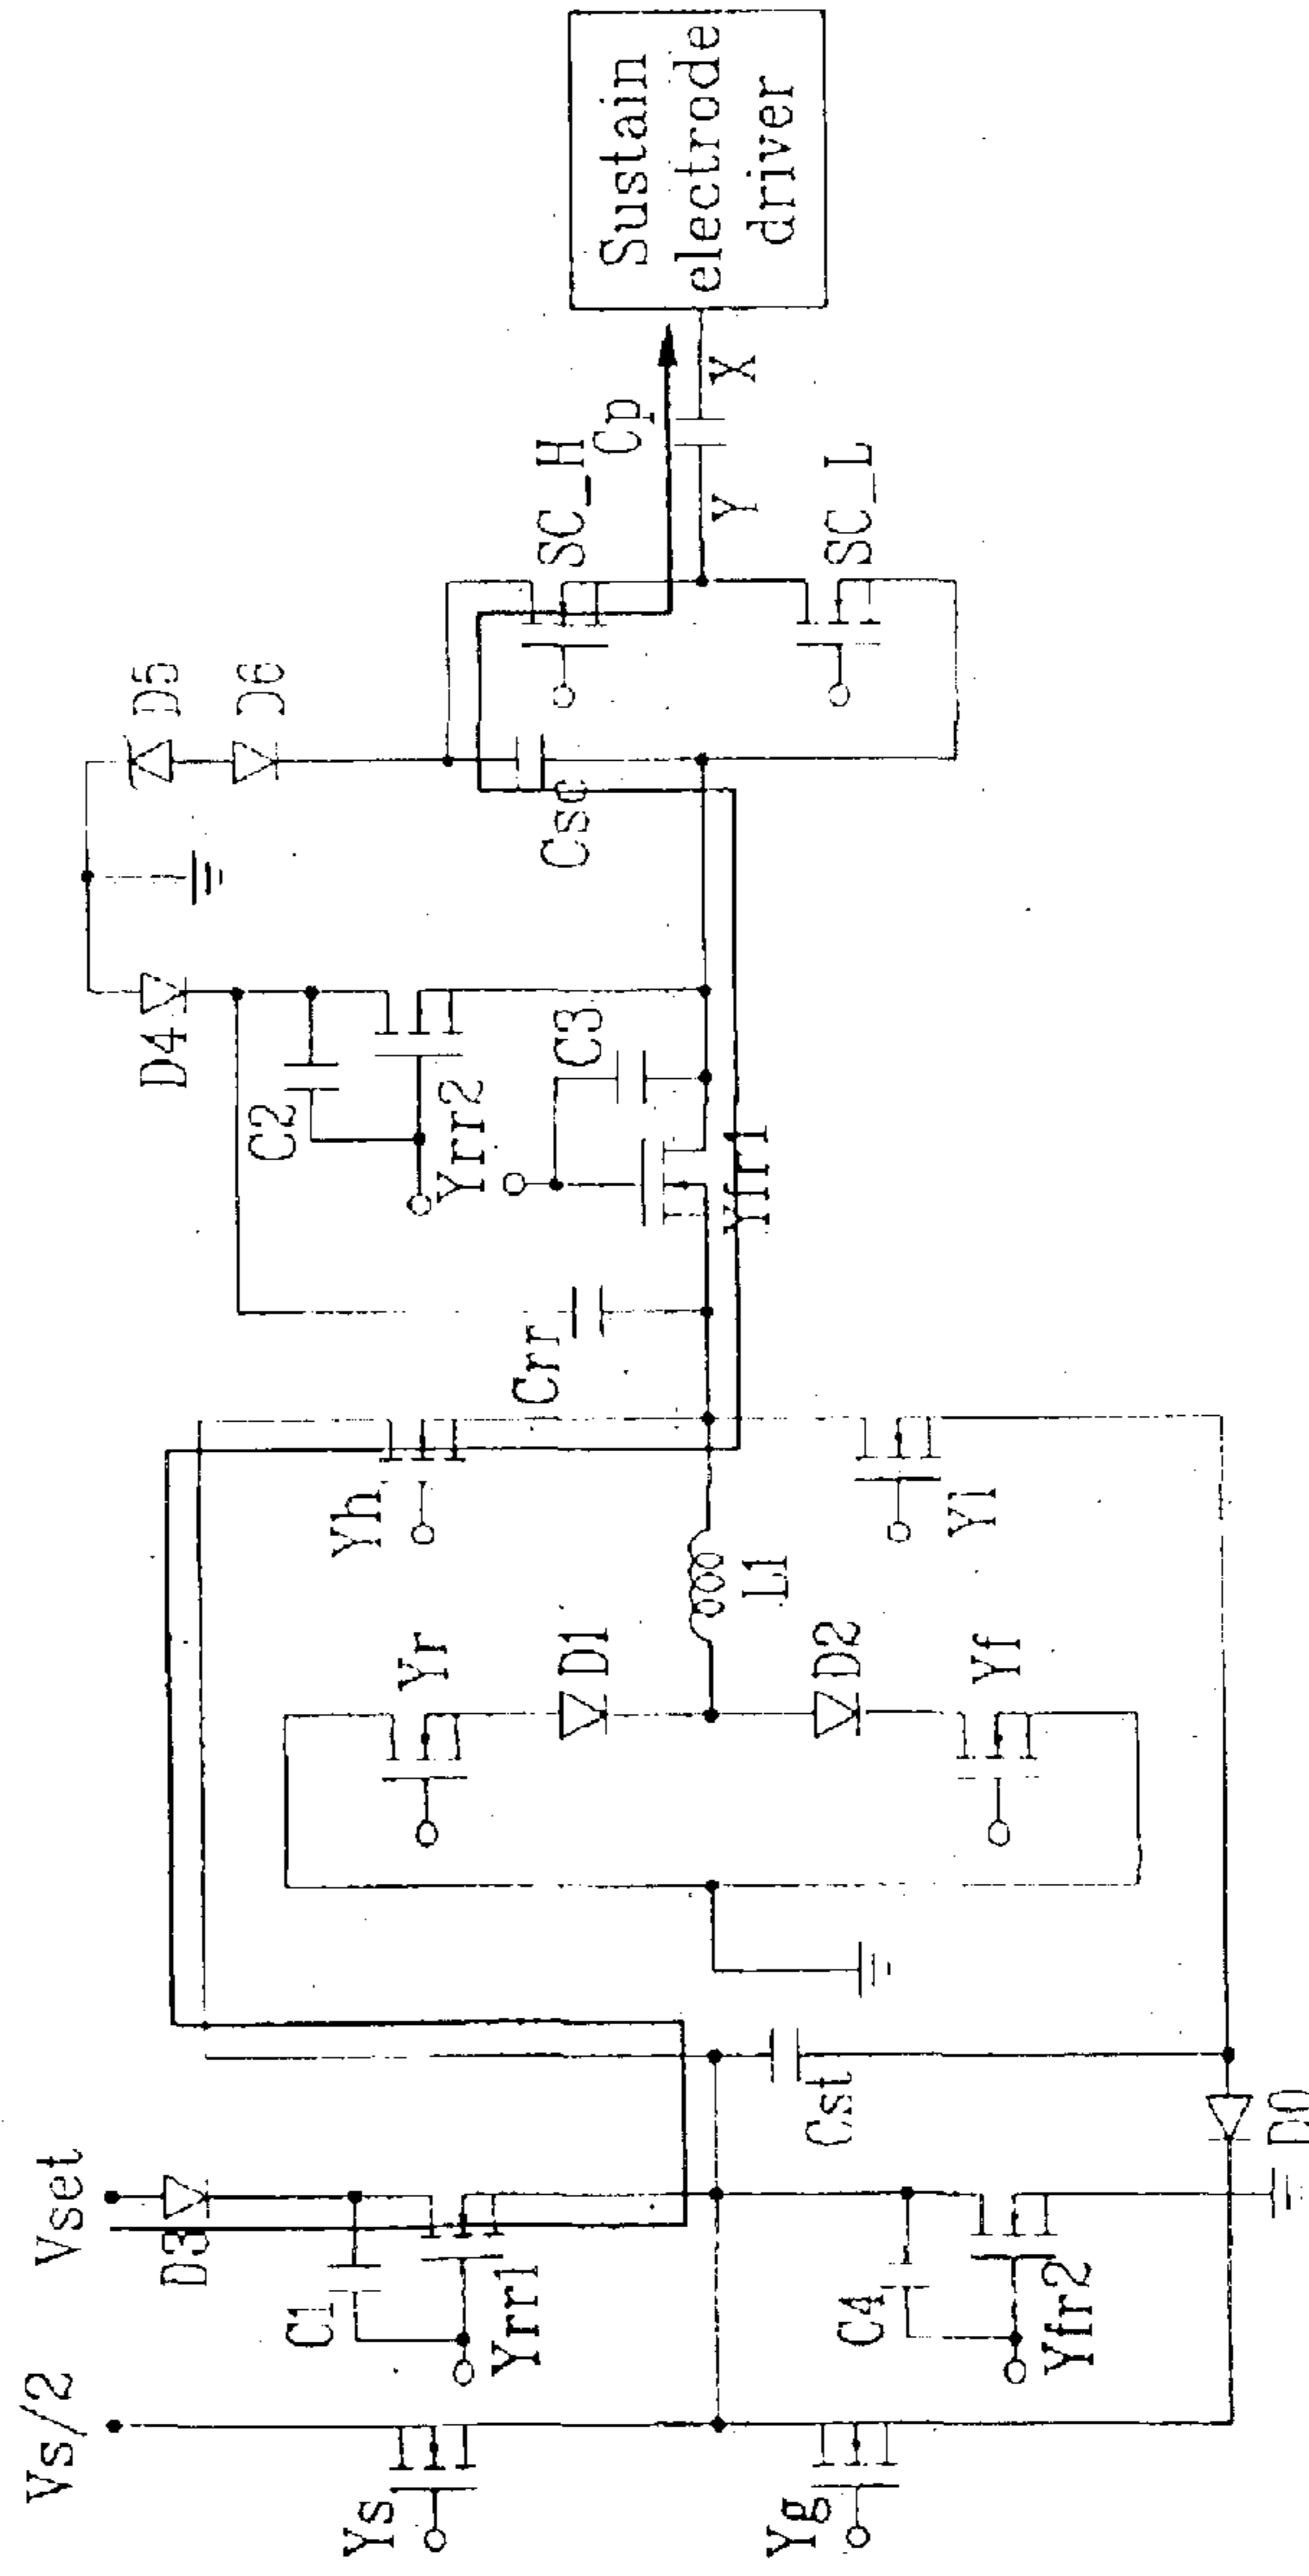 Vs/2
Vset
D3
C1
Yrr1
Ys
C4
Yfr2
Yg
Cst
D0
Yr
D1
D2
Yf
L1
Yh
Yl
Crr
Yfr1
C3
C2
Yrr2
D4
D5
D6
Csc
SC_H
SC_L
Cp
Y
X
Sustain
electrode
driver